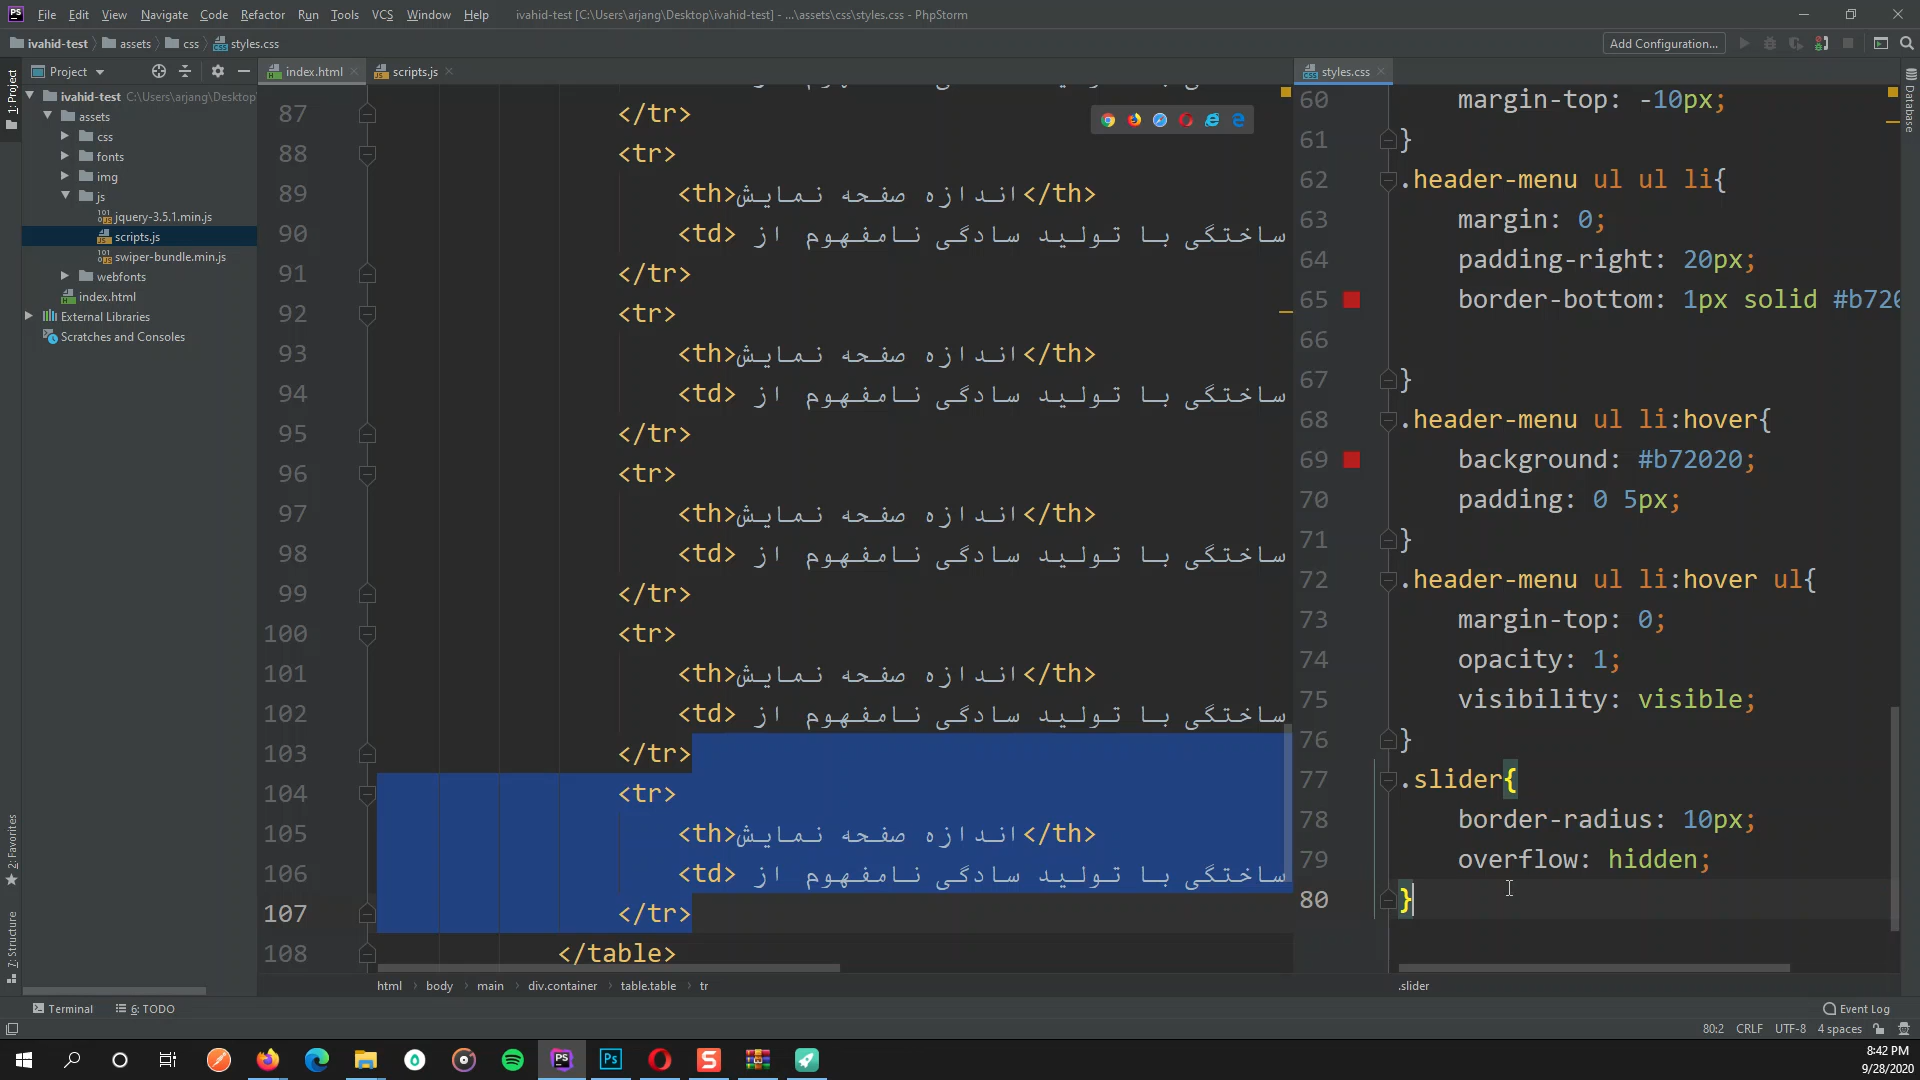 File Edit View Navigate Code Refactor Run Tools VCS Window Help ivahid-test [C:\Users\arjang\Desktop\ivahid-test] - ...\assets\css\styles.css - PhpStorm
ivahid-test assets css styles.css Add Configuration...
Project index.html scripts.js styles.css
1: Project
ivahid-test C:\Users\arjang\Desktop
assets
css
fonts
img
js
jquery-3.5.1.min.js
scripts.js
swiper-bundle.min.js
webfonts
index.html
External Libraries
Scratches and Consoles
2: Favorites
7: Structure
87 </tr>
88 <tr>
89 <th>اندازه صفحه نمایش</th>
90 <td> ساختگی با تولید سادگی نامفهوم از
91 </tr>
92 <tr>
93 <th>اندازه صفحه نمایش</th>
94 <td> ساختگی با تولید سادگی نامفهوم از
95 </tr>
96 <tr>
97 <th>اندازه صفحه نمایش</th>
98 <td> ساختگی با تولید سادگی نامفهوم از
99 </tr>
100 <tr>
101 <th>اندازه صفحه نمایش</th>
102 <td> ساختگی با تولید سادگی نامفهوم از
103 </tr>
104 <tr>
105 <th>اندازه صفحه نمایش</th>
106 <td> ساختگی با تولید سادگی نامفهوم از
107 </tr>
108 </table>
html body main div.container table.table tr
60 margin-top: -10px;
61 }
62 .header-menu ul ul li{
63 margin: 0;
64 padding-right: 20px;
65 border-bottom: 1px solid #b720
66
67 }
68 .header-menu ul li:hover{
69 background: #b72020;
70 padding: 0 5px;
71 }
72 .header-menu ul li:hover ul{
73 margin-top: 0;
74 opacity: 1;
75 visibility: visible;
76 }
77 .slider{
78 border-radius: 10px;
79 overflow: hidden;
80 }
.slider
Database
Terminal 6: TODO Event Log
80:2 CRLF UTF-8 4 spaces
8:42 PM
9/28/2020